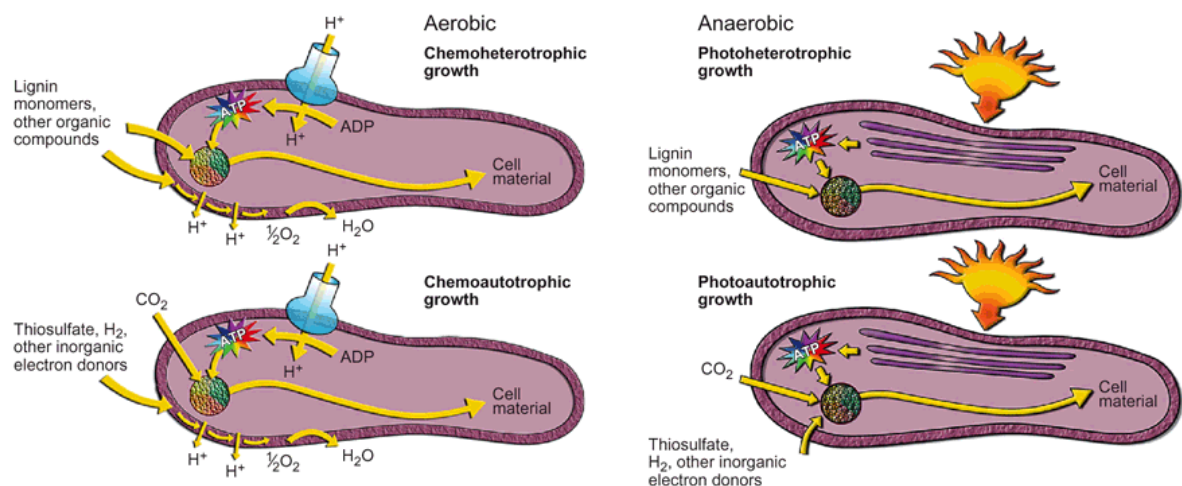 Aerobic
H+
Chemoheterotrophic
growth
Lignin
monomers,
other organic
compounds
ATP
H+
ADP
Cell
material
H+
H+
½O2
H2O
H+
Chemoautotrophic
growth
CO2
Thiosulfate, H2,
other inorganic
electron donors
ATP
H+
ADP
Cell
material
H+
H+
½O2
H2O
Anaerobic
Photoheterotrophic
growth
ATP
Lignin
monomers,
other organic
compounds
Cell
material
Photoautotrophic
growth
ATP
CO2
Cell
material
Thiosulfate,
H2, other inorganic
electron donors